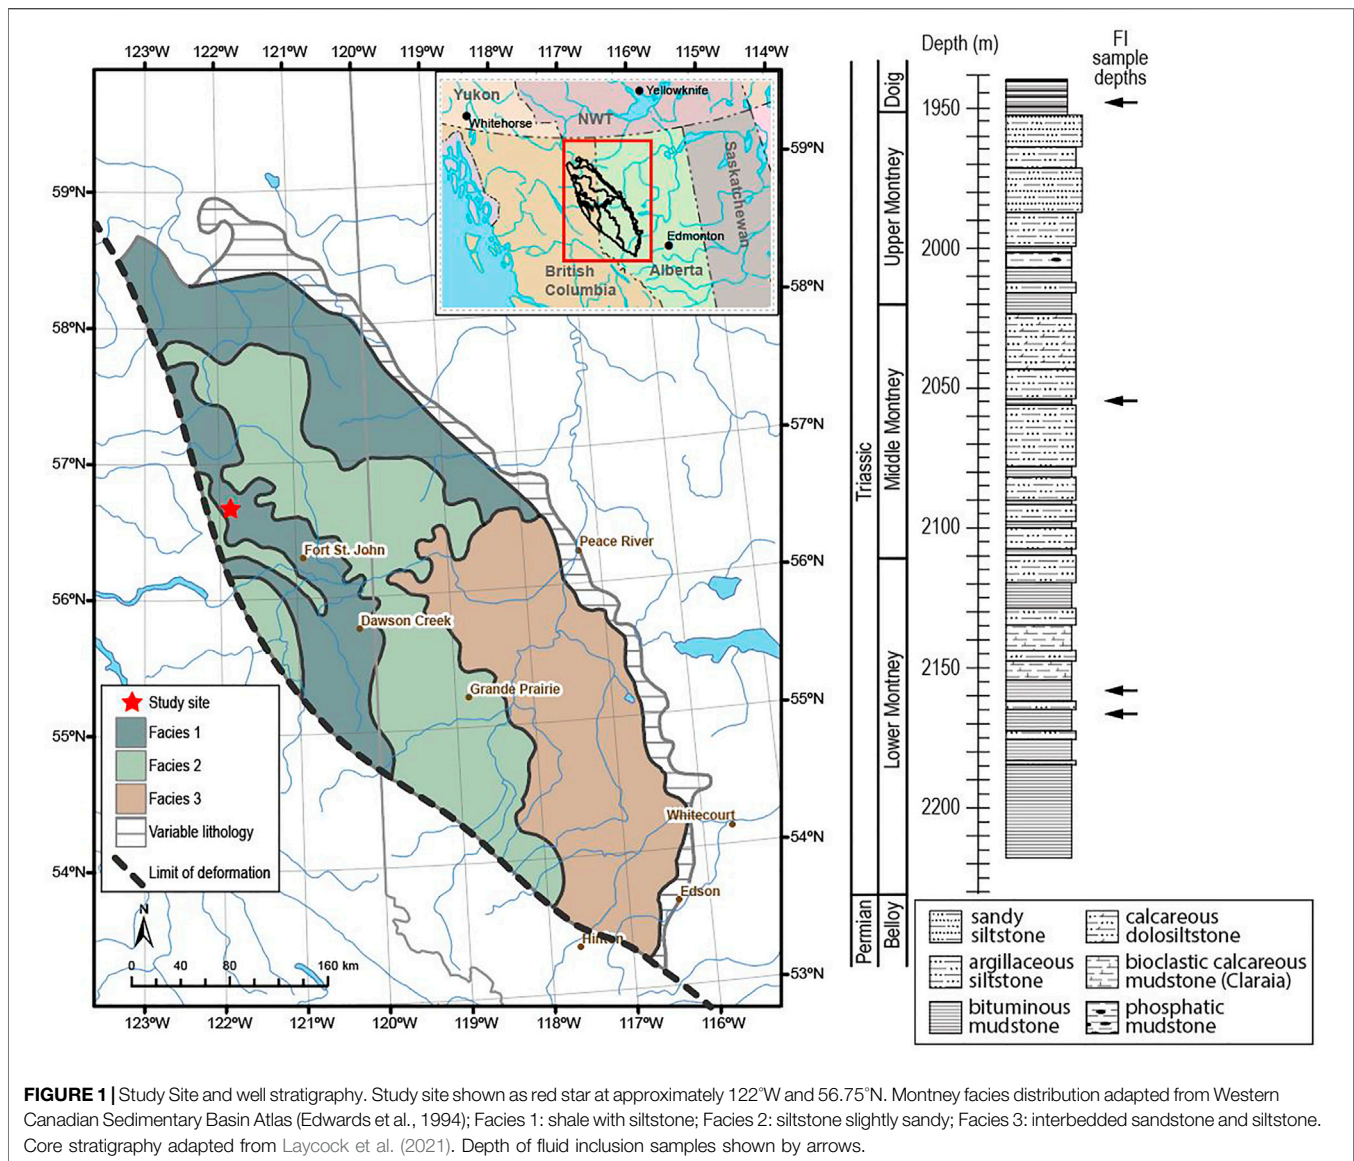 123°W 122°W 121°W 120°W 119°W 118°W 117°W 116°W 115°W 114°W
59°N
58°N
57°N
56°N
55°N
54°N
59°N
58°N
57°N
56°N
55°N
54°N
53°N
123°W 122°W 121°W 120°W 119°W 118°W 117°W 116°W
Yukon
Whitehorse
Yellowknife
NWT
Saskatchewan
Edmonton
British
Columbia
Alberta
Fort St. John
Peace River
Dawson Creek
Grande Prairie
Whitecourt
Edson
Hinton
Study site
Facies 1
Facies 2
Facies 3
Variable lithology
Limit of deformation
N
0 40 80 160 km
Depth (m)
FI
sample
depths
Triassic
Permian
Doig
Upper Montney
Middle Montney
Lower Montney
Belloy
1950
2000
2050
2100
2150
2200
sandy
siltstone
argillaceous
siltstone
bituminous
mudstone
calcareous
dolosiltstone
bioclastic calcareous
mudstone (Claraia)
phosphatic
mudstone
FIGURE 1 | Study Site and well stratigraphy. Study site shown as red star at approximately 122°W and 56.75°N. Montney facies distribution adapted from Western
Canadian Sedimentary Basin Atlas (Edwards et al., 1994); Facies 1: shale with siltstone; Facies 2: siltstone slightly sandy; Facies 3: interbedded sandstone and siltstone.
Core stratigraphy adapted from Laycock et al. (2021). Depth of fluid inclusion samples shown by arrows.